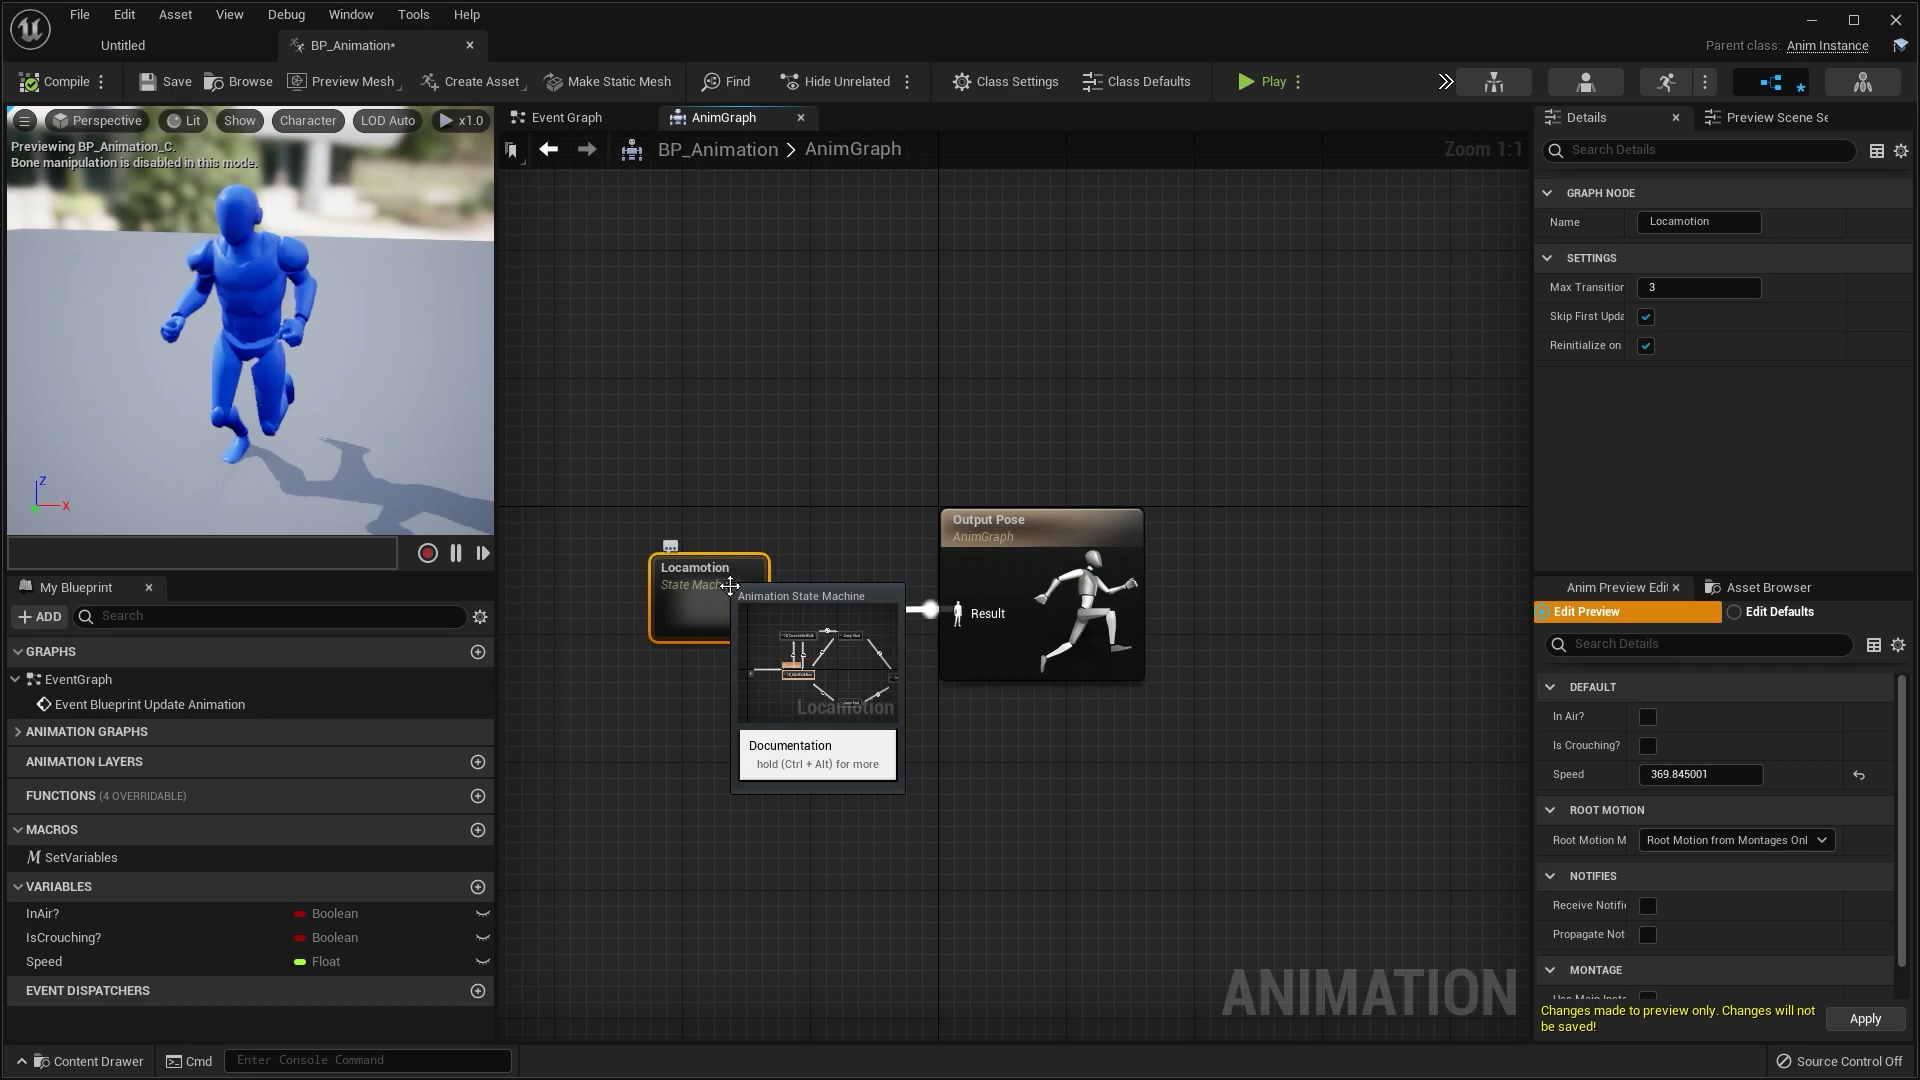 File Edit Asset View Debug Window Tools Help
Untitled
BP_Animation*
Parent class: Anim Instance
Compile
Save
Browse
Preview Mesh
Create Asset
Make Static Mesh
Find
Hide Unrelated
Class Settings
Class Defaults
Play
Perspective
Lit
Show
Character
LOD Auto
x1.0
Previewing BP_Animation_C.
Bone manipulation is disabled in this mode.
Z
X
Event Graph
AnimGraph
BP_Animation > AnimGraph
Zoom 1:1
Locamotion
State Mach
Animation State Machine
Locamotion
Documentation
hold (Ctrl + Alt) for more
Output Pose
AnimGraph
Result
ANIMATION
My Blueprint
ADD
Search
GRAPHS
EventGraph
Event Blueprint Update Animation
ANIMATION GRAPHS
ANIMATION LAYERS
FUNCTIONS (4 OVERRIDABLE)
MACROS
SetVariables
VARIABLES
InAir? Boolean
IsCrouching? Boolean
Speed Float
EVENT DISPATCHERS
Details
Preview Scene Se
Search Details
GRAPH NODE
Name Locamotion
SETTINGS
Max Transition 3
Skip First Upda
Reinitialize on
Anim Preview Edit
Asset Browser
Edit Preview
Edit Defaults
Search Details
DEFAULT
In Air?
Is Crouching?
Speed 369.845001
ROOT MOTION
Root Motion M Root Motion from Montages Onl
NOTIFIES
Receive Notifi
Propagate Not
MONTAGE
Changes made to preview only. Changes will not
be saved!
Apply
Content Drawer
Cmd
Enter Console Command
Source Control Off